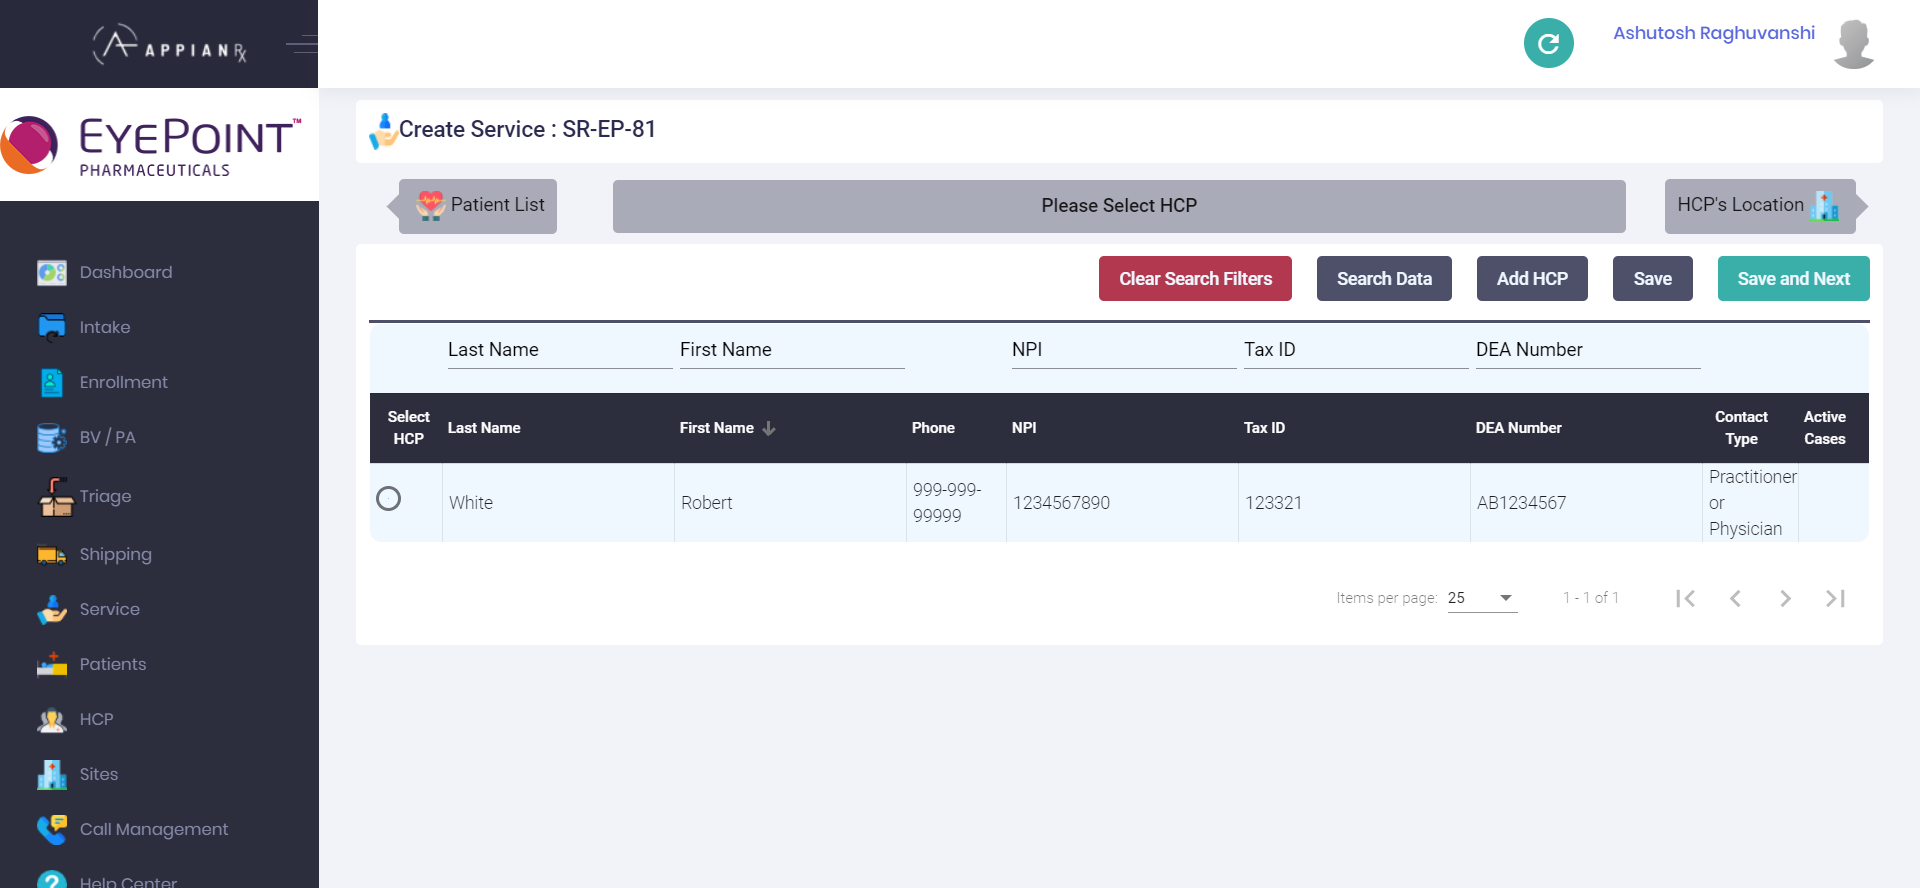 APPIANRx
EYEPOINT™
PHARMACEUTICALS
Dashboard
Intake
Enrollment
BV / PA
Triage
Shipping
Service
Patients
HCP
Sites
Call Management
Help Center
Ashutosh Raghuvanshi
Create Service : SR-EP-81
Patient List
Please Select HCP
HCP's Location
Clear Search Filters
Search Data
Add HCP
Save
Save and Next
Last Name First Name NPI Tax ID DEA Number
Select HCP Last Name First Name Phone NPI Tax ID DEA Number Contact Type Active Cases
White Robert 999-999-99999 1234567890 123321 AB1234567 Practitioner or Physician
Items per page: 25 1 - 1 of 1